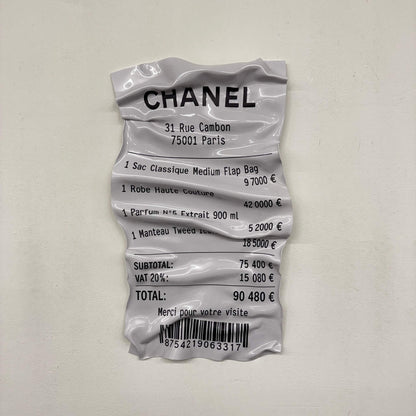 CHANEL
31 Rue Cambon
75001 Paris
1 Sac Classique Medium Flap Bag
9 7000 €
1 Robe Haute Couture
42 0000 €
1 Parfum N°5 Extrait 900 ml
5 2000 €
1 Manteau Tweed
18 5000 €
SUBTOTAL: 75 400 €
VAT 20%: 15 080 €
TOTAL: 90 480 €
Merci pour votre visite
8754219063317